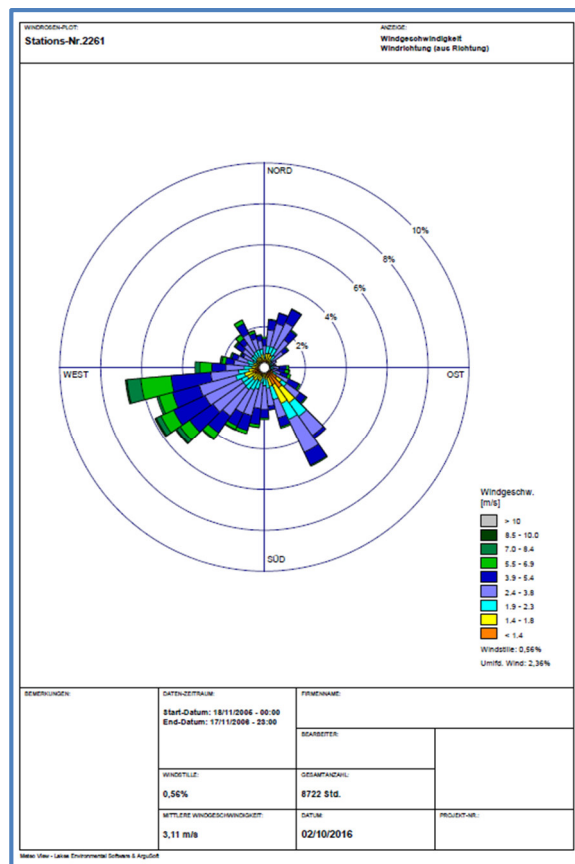 WINDROSEN-PLOT:
Stations-Nr.2261
ANZEIGE:
Windgeschwindigkeit
Windrichtung (aus Richtung)
NORD
10%
8%
6%
4%
2%
WEST
OST
SÜD
Windgeschw.
[m/s]
> 10
8.5 - 10.0
7.0 - 8.4
5.5 - 6.9
3.9 - 5.4
2.4 - 3.8
1.9 - 2.3
1.4 - 1.8
< 1.4
Windstille: 0,56%
Umlfd. Wind: 2,36%
BEMERKUNGEN:
DATEN-ZEITRAUM:
Start-Datum: 18/11/2005 - 00:00
End-Datum: 17/11/2006 - 23:00
FIRMENNAME:
BEARBEITER:
WINDSTILLE:
0,56%
GESAMTANZAHL:
8722 Std.
MITTLERE WINDGESCHWINDIGKEIT:
3,11 m/s
DATUM:
02/10/2016
PROJEKT-NR.:
Meteo View - Lakes Environmental Software & ArguSoft